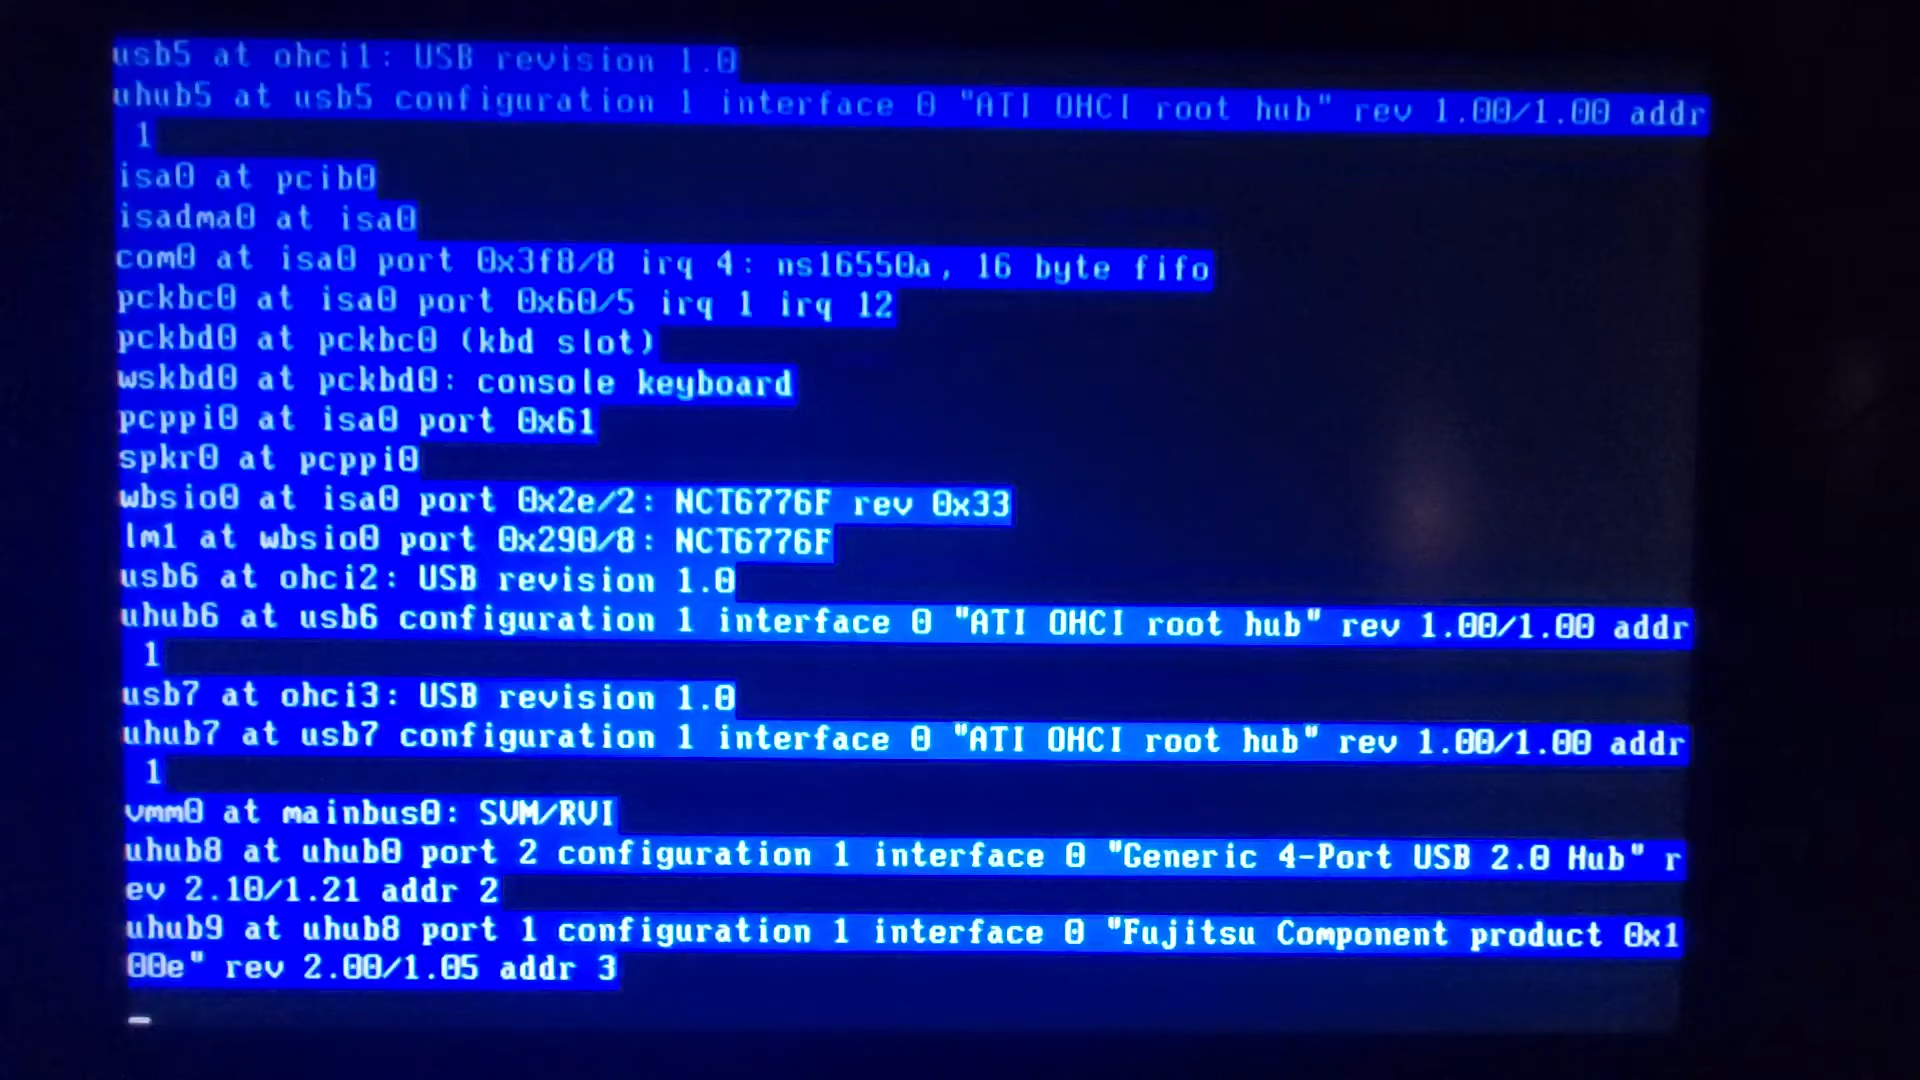 usb5 at ohci1: USB revision 1.0
uhub5 at usb5 configuration 1 interface 0 "ATI OHCI root hub" rev 1.00/1.00 addr
1
isa0 at pcib0
isadma0 at isa0
com0 at isa0 port 0x3f8/8 irq 4: ns16550a, 16 byte fifo
pckbc0 at isa0 port 0x60/5 irq 1 irq 12
pckbd0 at pckbc0 (kbd slot)
wskbd0 at pckbd0: console keyboard
pcppi0 at isa0 port 0x61
spkr0 at pcppi0
wbsio0 at isa0 port 0x2e/2: NCT6776F rev 0x33
lm1 at wbsio0 port 0x290/8: NCT6776F
usb6 at ohci2: USB revision 1.0
uhub6 at usb6 configuration 1 interface 0 "ATI OHCI root hub" rev 1.00/1.00 addr
1
usb7 at ohci3: USB revision 1.0
uhub7 at usb7 configuration 1 interface 0 "ATI OHCI root hub" rev 1.00/1.00 addr
1
vmm0 at mainbus0: SVM/RVI
uhub8 at uhub0 port 2 configuration 1 interface 0 "Generic 4-Port USB 2.0 Hub" r
ev 2.10/1.21 addr 2
uhub9 at uhub8 port 1 configuration 1 interface 0 "Fujitsu Component product 0x1
00e" rev 2.00/1.05 addr 3